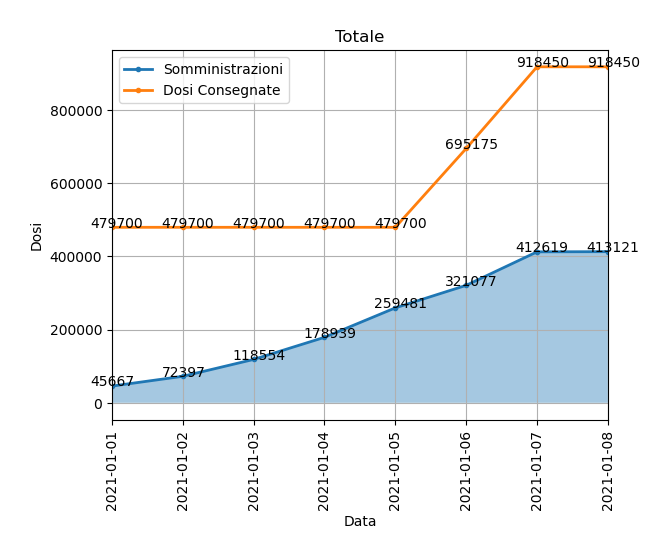 Totale
Somministrazioni
Dosi Consegnate
918450 918450
800000
695175
600000
479700 479700 479700 479700 479700
Dosi
400000
412619 413121
321077
259481
200000
178939
118554
72397
45667
0
2021-01-01 2021-01-02 2021-01-03 2021-01-04 2021-01-05 2021-01-06 2021-01-07 2021-01-08
Data